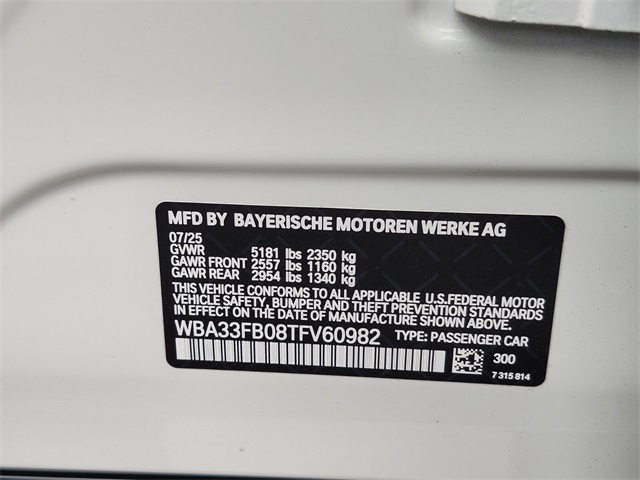 MFD BY BAYERISCHE MOTOREN WERKE AG
07/25
GVWR 5181 lbs 2350 kg
GAWR FRONT 2557 lbs 1160 kg
GAWR REAR 2954 lbs 1340 kg
THIS VEHICLE CONFORMS TO ALL APPLICABLE U.S.FEDERAL MOTOR
VEHICLE SAFETY, BUMPER AND THEFT PREVENTION STANDARDS
IN EFFECT ON THE DATE OF MANUFACTURE SHOWN ABOVE.
WBA33FB08TFV60982 TYPE: PASSENGER CAR
300
7 315 814